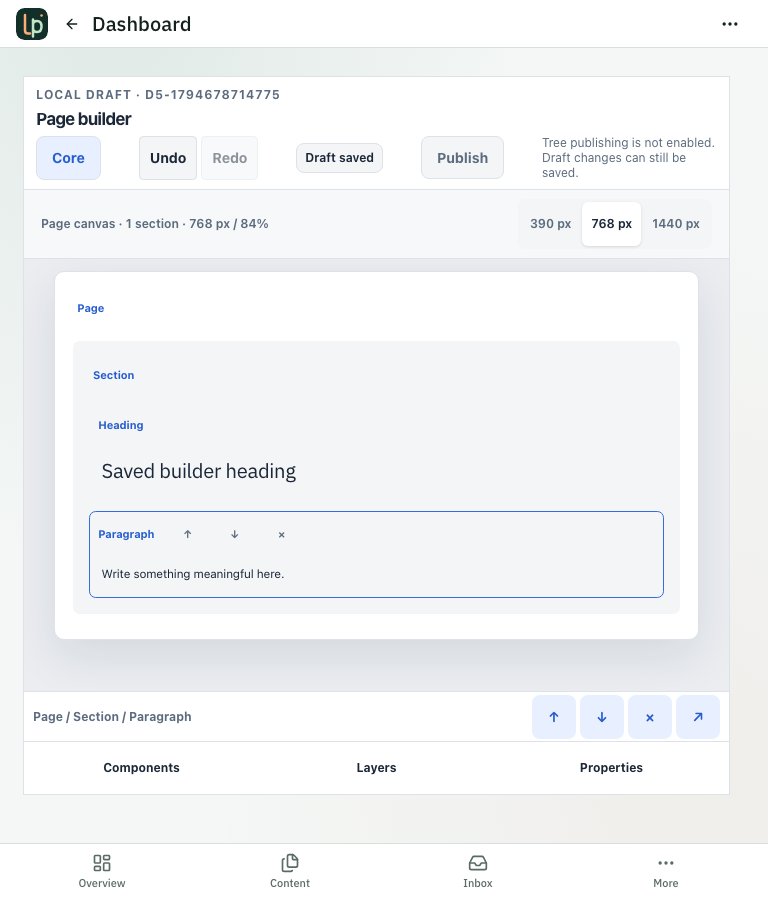 lp
Dashboard
LOCAL DRAFT · D5-1794678714775
Page builder
Core
Undo
Redo
Draft saved
Publish
Tree publishing is not enabled.
Draft changes can still be
saved.
Page canvas · 1 section · 768 px / 84%
390 px
768 px
1440 px
Page
Section
Heading
Saved builder heading
Paragraph
Write something meaningful here.
Page / Section / Paragraph
Components
Layers
Properties
Overview
Content
Inbox
More